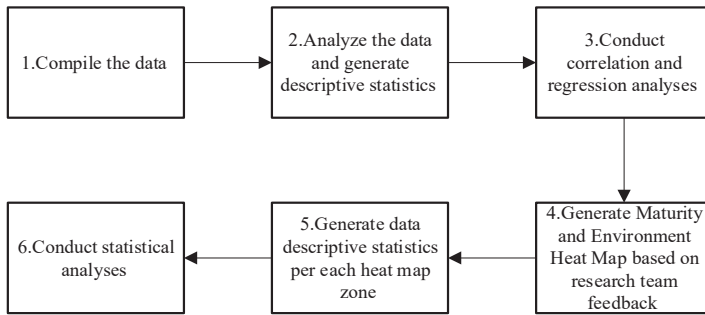 1.Compile the data
2.Analyze the data
and generate
descriptive statistics
3.Conduct
correlation and
regression analyses
4.Generate Maturity
and Environment
Heat Map based on
research team
feedback
5.Generate data
descriptive statistics
per each heat map
zone
6.Conduct statistical
analyses